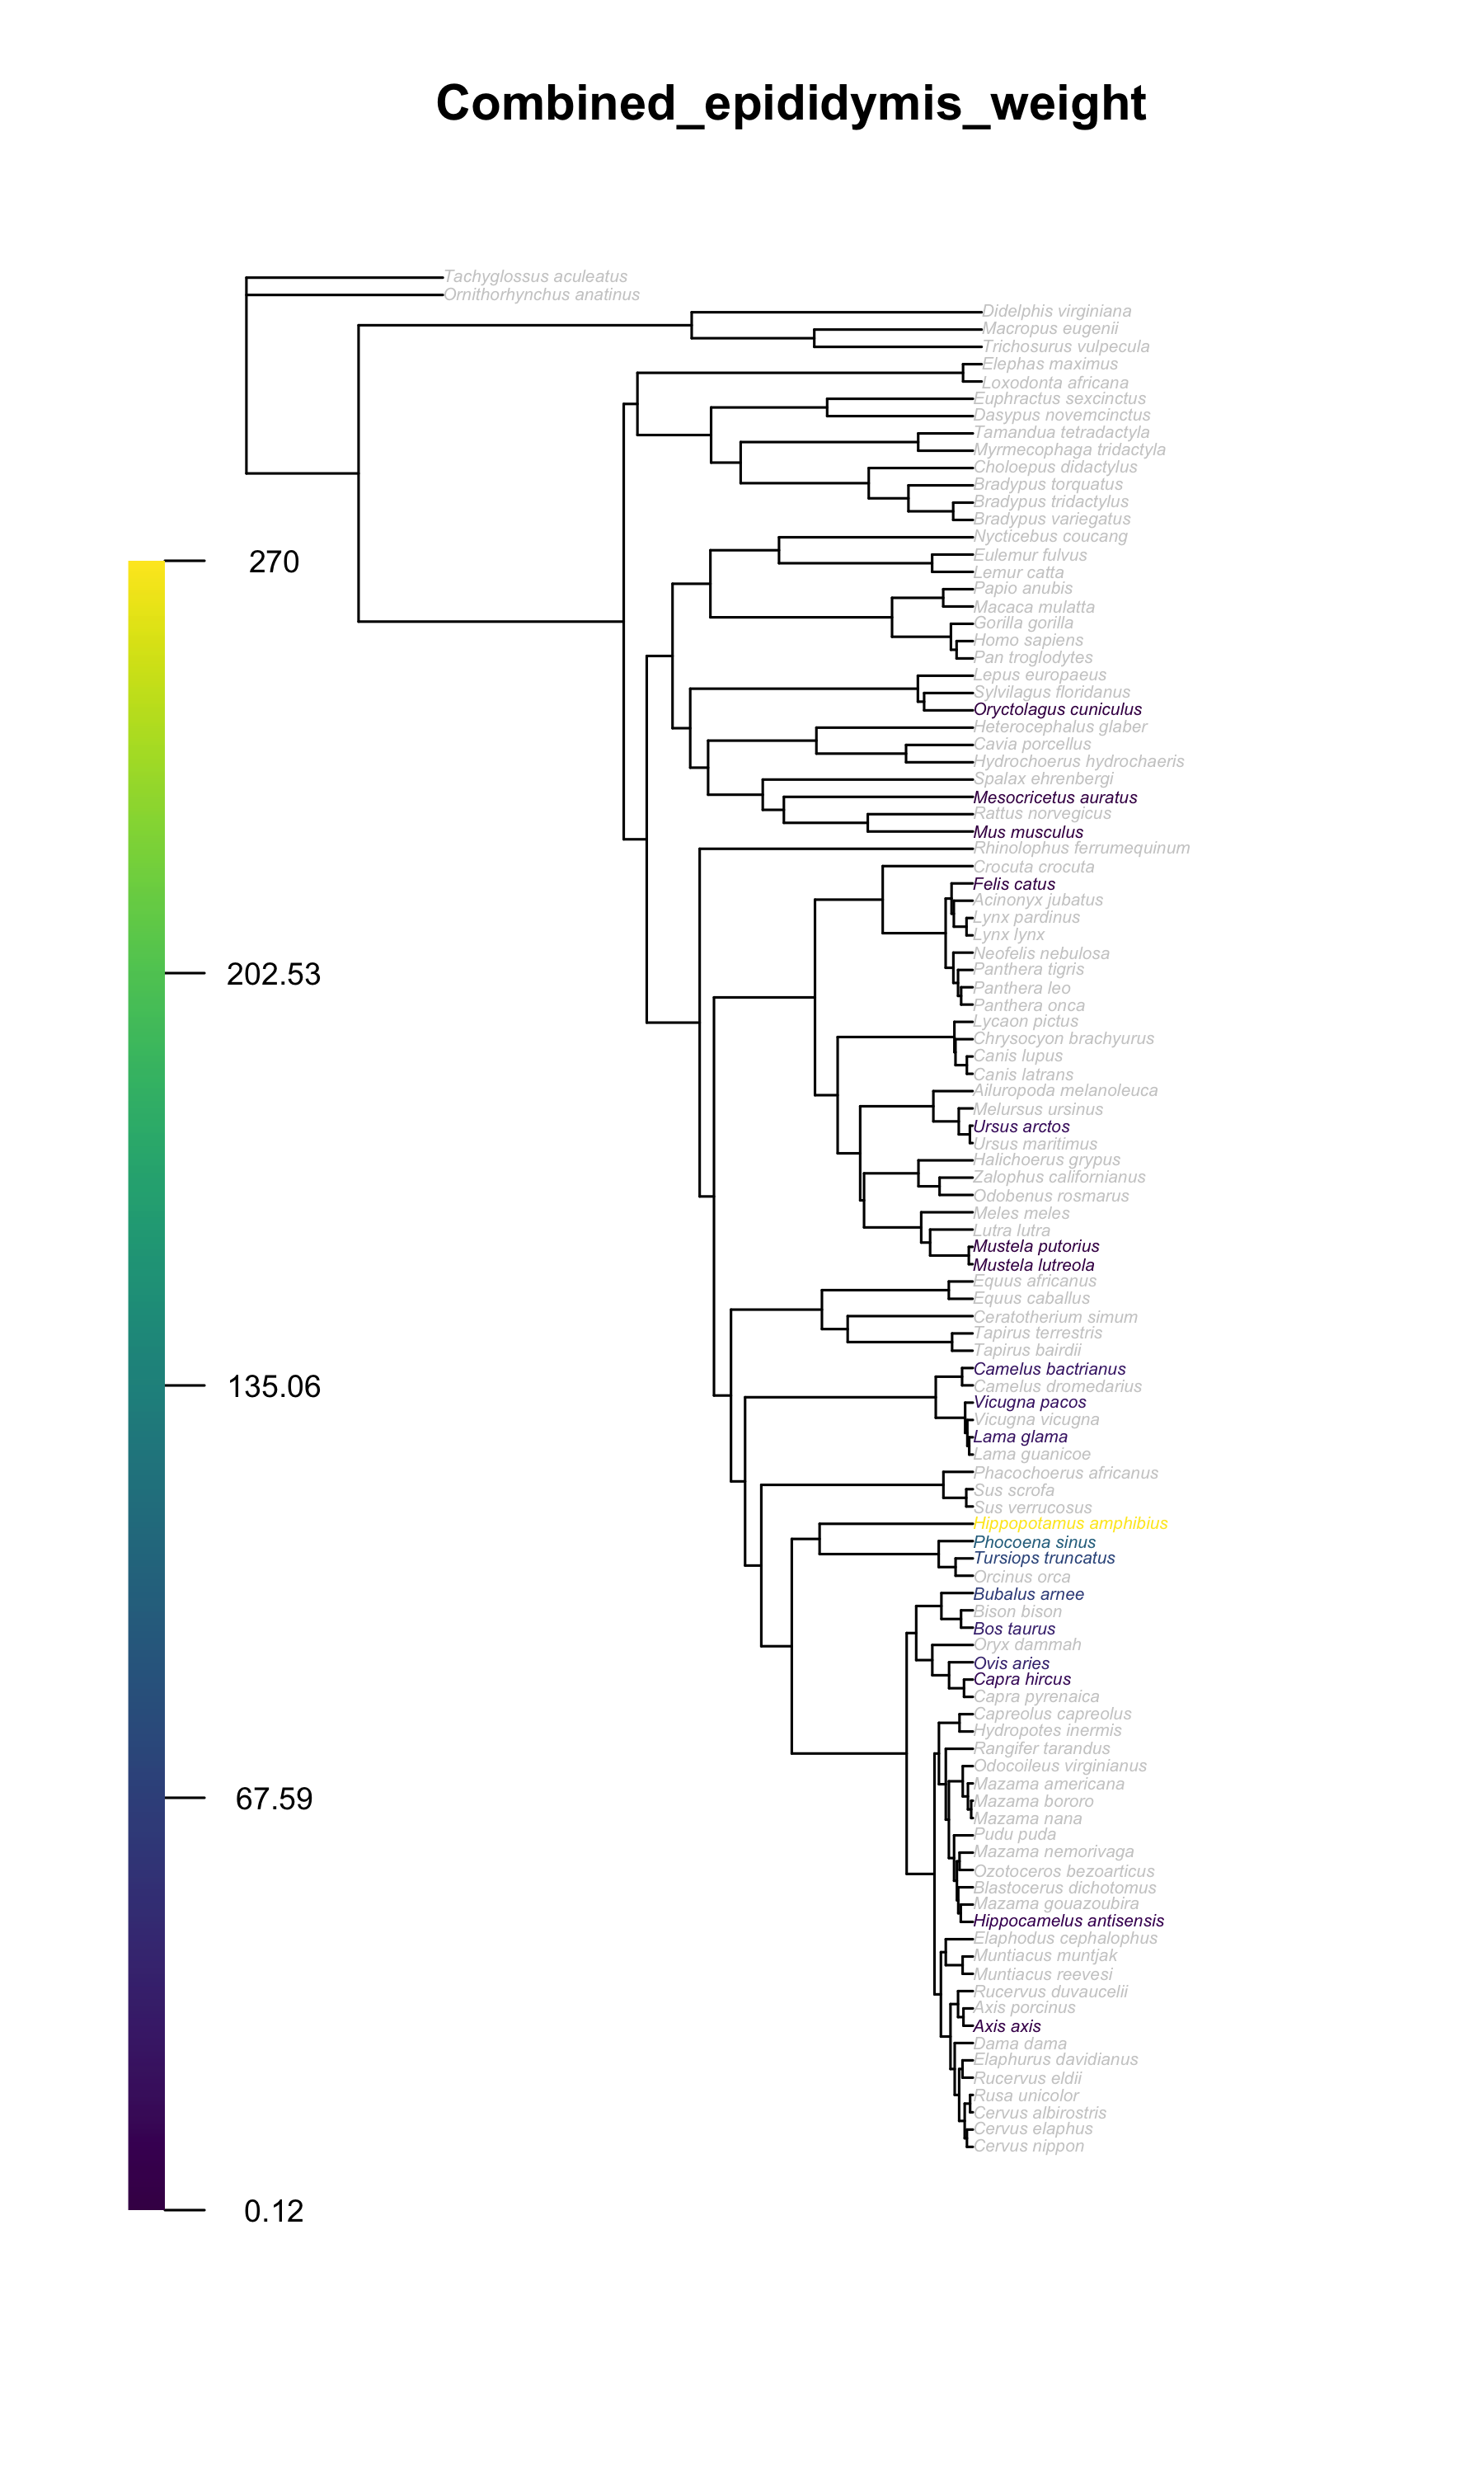 Combined_epididymis_weight
Tachyglossus aculeatus
Ornithorhynchus anatinus
Didelphis virginiana
Macropus eugenii
Trichosurus vulpecula
Elephas maximus
Loxodonta africana
Euphractus sexcinctus
Dasypus novemcinctus
Tamandua tetradactyla
Myrmecophaga tridactyla
Choloepus didactylus
Bradypus torquatus
Bradypus tridactylus
Bradypus variegatus
Nycticebus coucang
Eulemur fulvus
Lemur catta
Papio anubis
Macaca mulatta
Gorilla gorilla
Homo sapiens
Pan troglodytes
Lepus europaeus
Sylvilagus floridanus
Oryctolagus cuniculus
Heterocephalus glaber
Cavia porcellus
Hydrochoerus hydrochaeris
Spalax ehrenbergi
Mesocricetus auratus
Rattus norvegicus
Mus musculus
Rhinolophus ferrumequinum
Crocuta crocuta
Felis catus
Acinonyx jubatus
Lynx pardinus
Lynx lynx
Neofelis nebulosa
Panthera tigris
Panthera leo
Panthera onca
Lycaon pictus
Chrysocyon brachyurus
Canis lupus
Canis latrans
Ailuropoda melanoleuca
Melursus ursinus
Ursus arctos
Ursus maritimus
Halichoerus grypus
Zalophus californianus
Odobenus rosmarus
Meles meles
Lutra lutra
Mustela putorius
Mustela lutreola
Equus africanus
Equus caballus
Ceratotherium simum
Tapirus terrestris
Tapirus bairdii
Camelus bactrianus
Camelus dromedarius
Vicugna pacos
Vicugna vicugna
Lama glama
Lama guanicoe
Phacochoerus africanus
Sus scrofa
Sus verrucosus
Hippopotamus amphibius
Phocoena sinus
Tursiops truncatus
Orcinus orca
Bubalus arnee
Bison bison
Bos taurus
Oryx dammah
Ovis aries
Capra hircus
Capra pyrenaica
Capreolus capreolus
Hydropotes inermis
Rangifer tarandus
Odocoileus virginianus
Mazama americana
Mazama bororo
Mazama nana
Pudu puda
Mazama nemorivaga
Ozotoceros bezoarticus
Blastocerus dichotomus
Mazama gouazoubira
Hippocamelus antisensis
Elaphodus cephalophus
Muntiacus muntjak
Muntiacus reevesi
Rucervus duvaucelii
Axis porcinus
Axis axis
Dama dama
Elaphurus davidianus
Rucervus eldii
Rusa unicolor
Cervus albirostris
Cervus elaphus
Cervus nippon
270
202.53
135.06
67.59
0.12